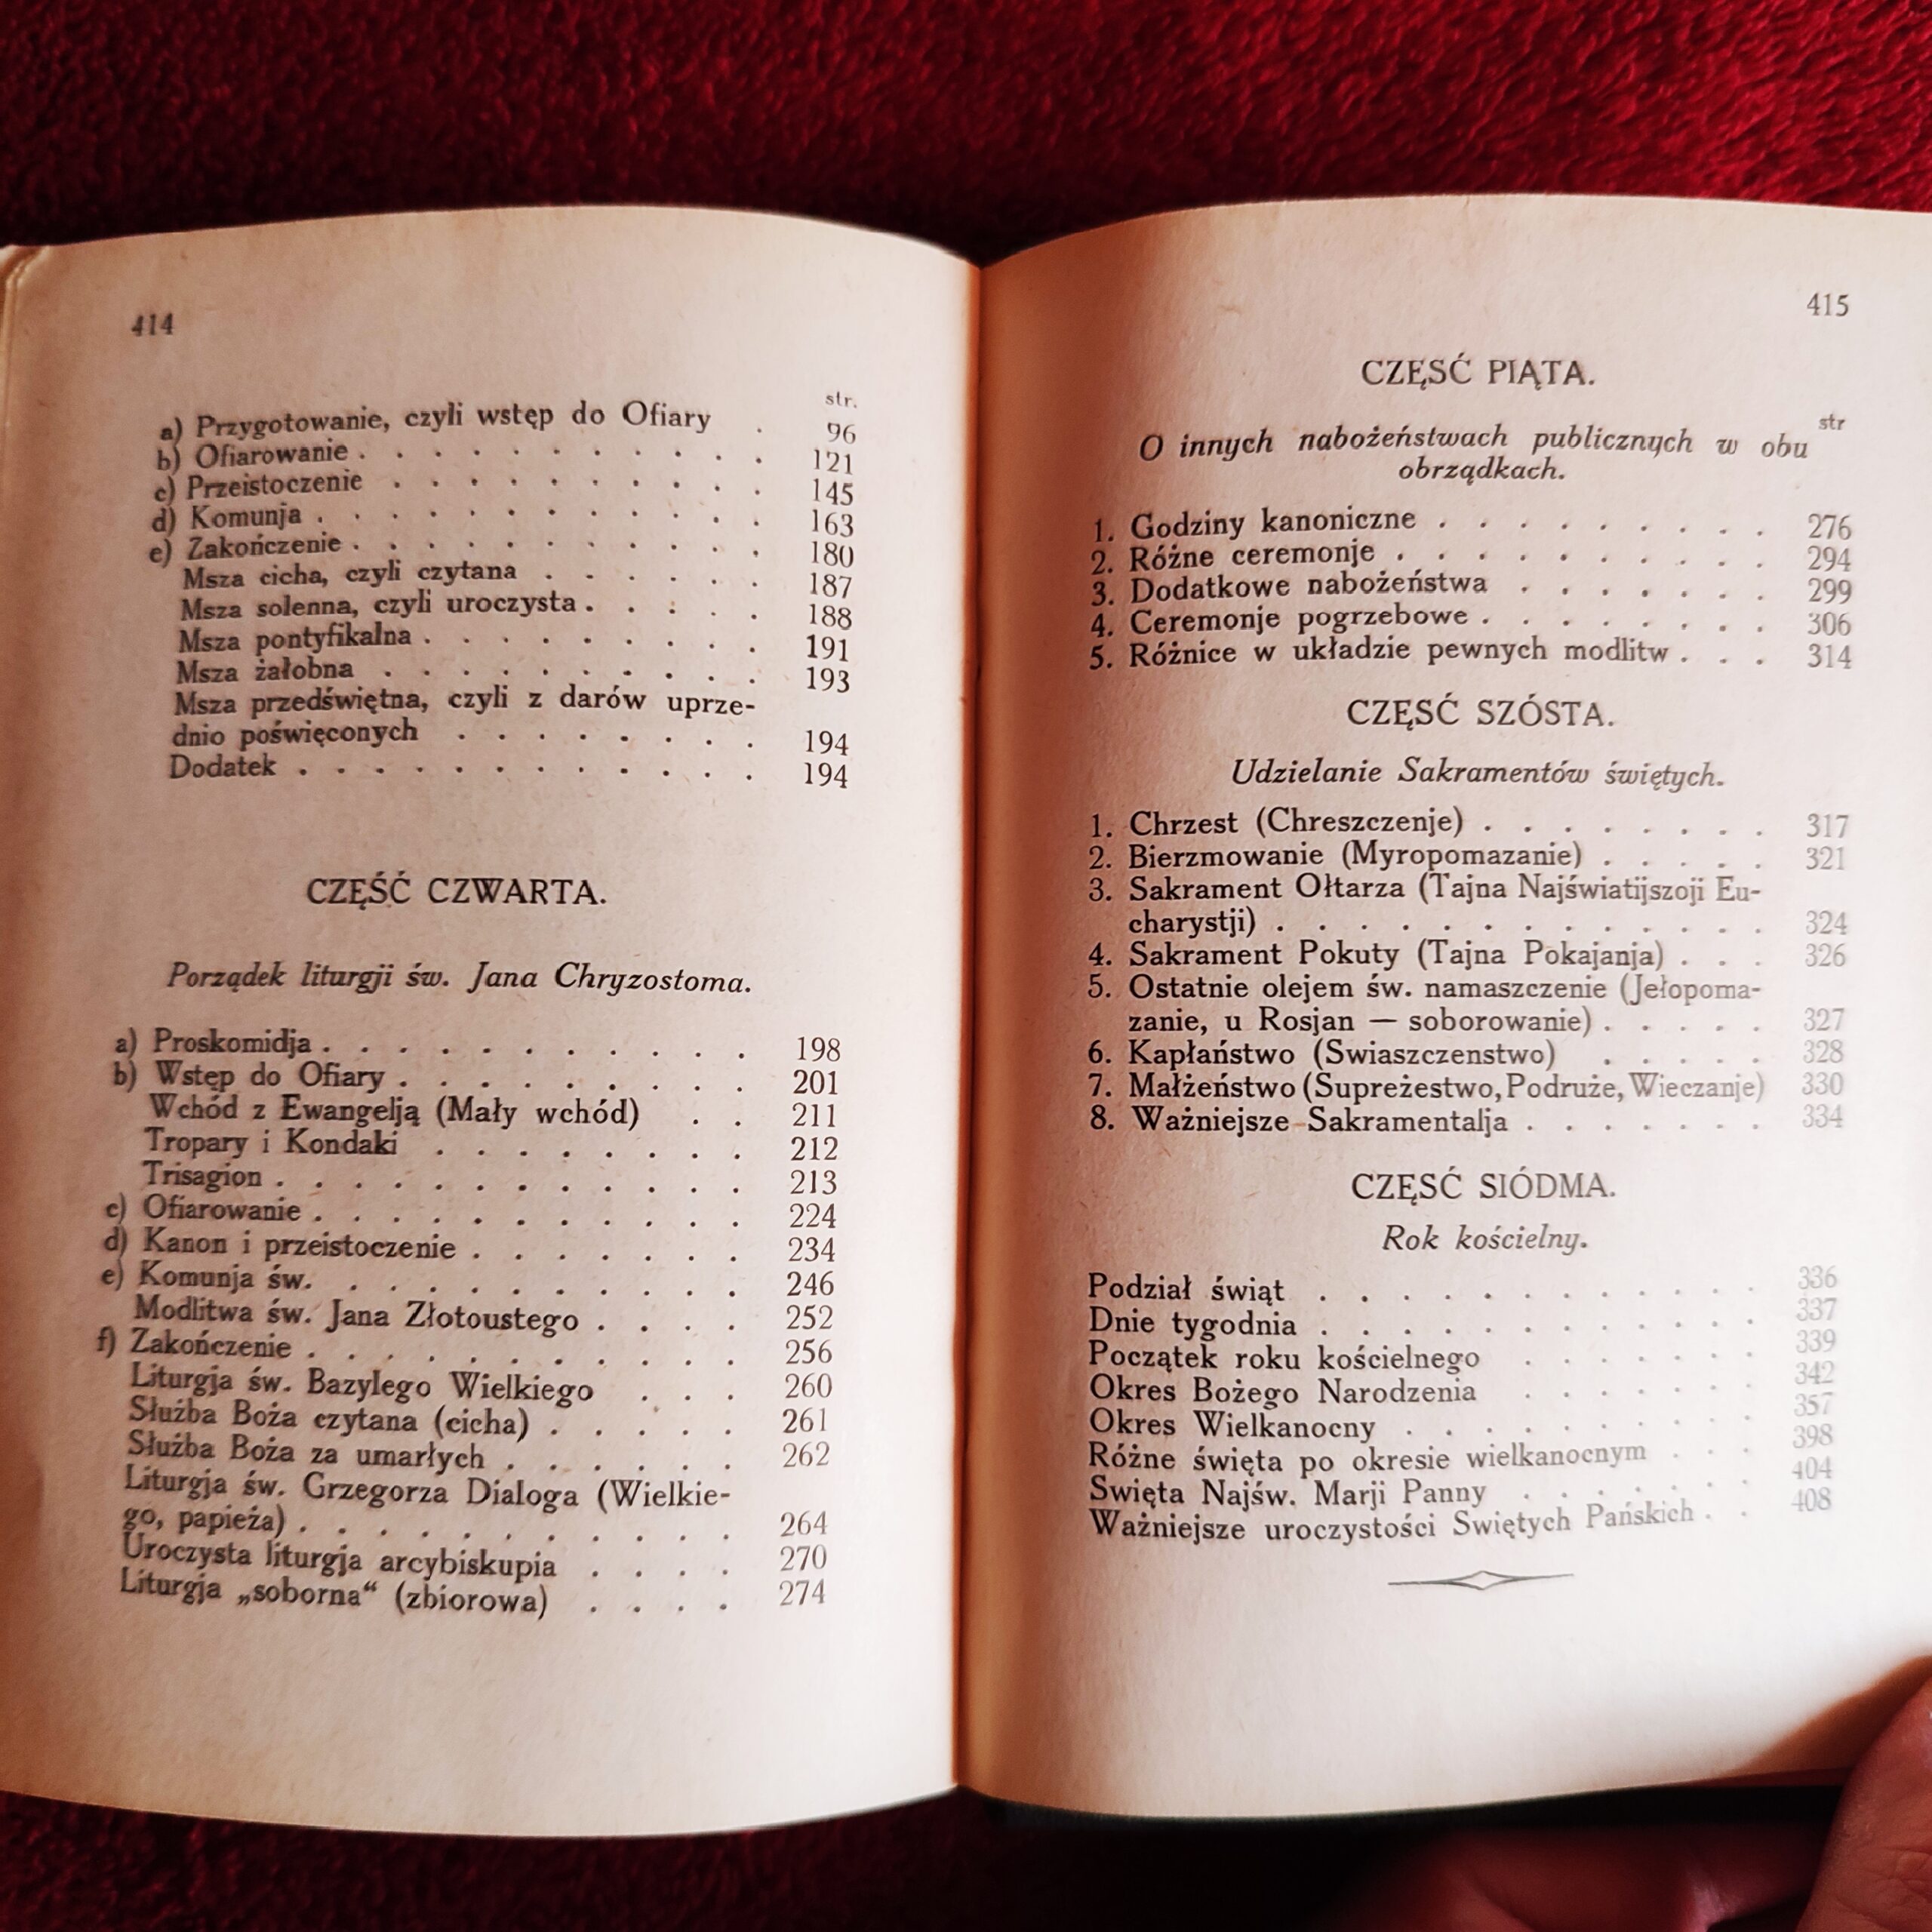 414
str.
a) Przygotowanie, czyli wstęp do Ofiary . 96
b) Ofiarowanie . . . . . . . . . . . 121
c) Przeistoczenie . . . . . . . . . . 145
d) Komunja . . . . . . . . . . . . 163
e) Zakończenie . . . . . . . . . . . 180
Msza cicha, czyli czytana . . . . . . 187
Msza solenna, czyli uroczysta . . . . . 188
Msza pontyfikalna . . . . . . . . . 191
Msza żałobna . . . . . . . . . . 193
Msza przedświętna, czyli z darów uprze-
dnio poświęconych . . . . . . . . 194
Dodatek . . . . . . . . . . . . 194
CZĘŚĆ CZWARTA.
Porządek liturgji św. Jana Chryzostoma.
a) Proskomidja . . . . . . . . . . . 198
b) Wstęp do Ofiary . . . . . . . . . 201
Wchód z Ewangelją (Mały wchód) . . 211
Tropary i Kondaki . . . . . . . . 212
Trisagion . . . . . . . . . . . . 213
c) Ofiarowanie . . . . . . . . . . . 224
d) Kanon i przeistoczenie . . . . . . . 234
e) Komunja św. . . . . . . . . . . . 246
Modlitwa św. Jana Złotoustego . . . . 252
f) Zakończenie . . . . . . . . . . . 256
Liturgja św. Bazylego Wielkiego . . . 260
Służba Boża czytana (cicha) . . . . . 261
Służba Boża za umarłych . . . . . . 262
Liturgja św. Grzegorza Dialoga (Wielkie-
go, papieża) . . . . . . . . . . . 264
Uroczysta liturgja arcybiskupia . . . . 270
Liturgja „soborna“ (zbiorowa) . . . . 274
415
CZĘSĆ PIĄTA.
str
O innych nabożeństwach publicznych w obu
obrządkach.
1. Godziny kanoniczne . . . . . . . . . 276
2. Różne ceremonje . . . . . . . . . . 294
3. Dodatkowe nabożeństwa . . . . . . . 299
4. Ceremonje pogrzebowe . . . . . . . . 306
5. Różnice w układzie pewnych modlitw . . . 314
CZĘSĆ SZÓSTA.
Udzielanie Sakramentów świętych.
1. Chrzest (Chreszczenje) . . . . . . . . 317
2. Bierzmowanie (Myropomazanie) . . . . . 321
3. Sakrament Ołtarza (Tajna Najświatijszoji Eu-
charystji) . . . . . . . . . . . . . 324
4. Sakrament Pokuty (Tajna Pokajanja) . . . 326
5. Ostatnie olejem św. namaszczenie (Jełopoma-
zanie, u Rosjan — soborowanie) . . . . . 327
6. Kapłaństwo (Swiaszczenstwo) . . . . . 328
7. Małżeństwo (Supreżestwo, Podruże, Wieczanje) 330
8. Ważniejsze Sakramentalja . . . . . . . 334
CZĘSĆ SIÓDMA.
Rok kościelny.
Podział świąt . . . . . . . . . . . 336
Dnie tygodnia . . . . . . . . . . . 337
Początek roku kościelnego . . . . . . 339
Okres Bożego Narodzenia . . . . . . 342
Okres Wielkanocny . . . . . . . . . 357
Różne święta po okresie wielkanocnym . . . 398
Swięta Najśw. Marji Panny . . . . . . 404
Ważniejsze uroczystości Swiętych Pańskich . . 408